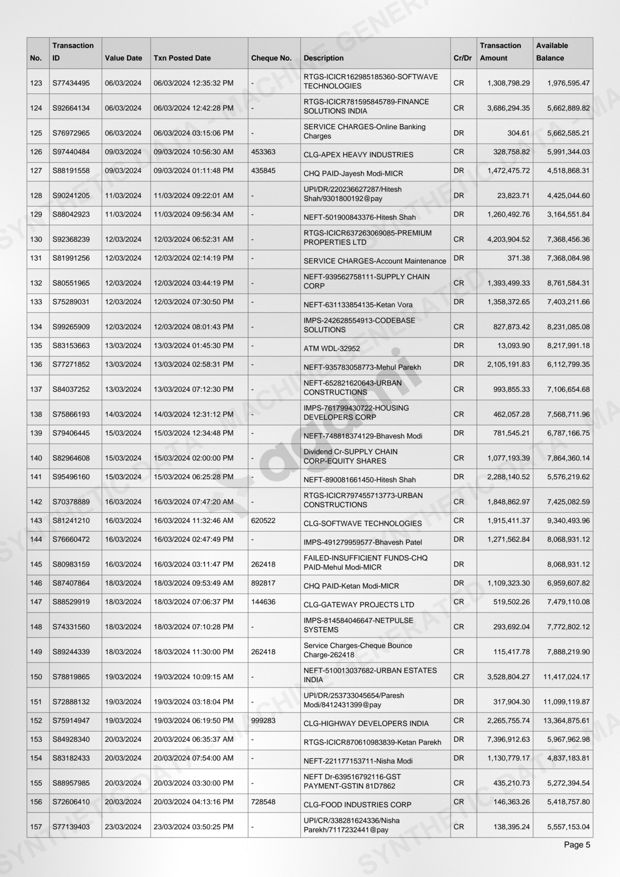 No. Transaction ID Value Date Txn Posted Date Cheque No. Description Cr/Dr Transaction Amount Available Balance
123 S77434495 06/03/2024 06/03/2024 12:35:32 PM - RTGS-ICICR162985185360-SOFTWAVE TECHNOLOGIES CR 1,308,798.29 1,976,595.47
124 S92664134 06/03/2024 06/03/2024 12:42:28 PM - RTGS-ICICR781595845789-FINANCE SOLUTIONS INDIA CR 3,686,294.35 5,662,889.82
125 S76972965 06/03/2024 06/03/2024 03:15:06 PM - SERVICE CHARGES-Online Banking Charges DR 304.61 5,662,585.21
126 S97440484 09/03/2024 09/03/2024 10:56:30 AM 453363 CLG-APEX HEAVY INDUSTRIES CR 328,758.82 5,991,344.03
127 S88191558 09/03/2024 09/03/2024 01:11:48 PM 435845 CHQ PAID-Jayesh Modi-MICR DR 1,472,475.72 4,518,868.31
128 S90241205 11/03/2024 11/03/2024 09:22:01 AM - UPI/DR/220236627287/Hitesh Shah/9301800192@pay DR 23,823.71 4,425,044.60
129 S88042923 11/03/2024 11/03/2024 09:56:34 AM - NEFT-501900843376-Hitesh Shah DR 1,260,492.76 3,164,551.84
130 S92368239 12/03/2024 12/03/2024 06:52:31 AM - RTGS-ICICR637263069085-PREMIUM PROPERTIES LTD CR 4,203,904.52 7,368,456.36
131 S81991256 12/03/2024 12/03/2024 02:14:19 PM - SERVICE CHARGES-Account Maintenance DR 371.38 7,368,084.98
132 S80551965 12/03/2024 12/03/2024 03:44:19 PM - NEFT-939562758111-SUPPLY CHAIN CORP CR 1,393,499.33 8,761,584.31
133 S75289031 12/03/2024 12/03/2024 07:30:50 PM - NEFT-631133854135-Ketan Vora DR 1,358,372.65 7,403,211.66
134 S99265909 12/03/2024 12/03/2024 08:01:43 PM - IMPS-242628554913-CODEBASE SOLUTIONS CR 827,873.42 8,231,085.08
135 S83153663 13/03/2024 13/03/2024 01:45:30 PM - ATM WDL-32952 DR 13,093.90 8,217,991.18
136 S77271852 13/03/2024 13/03/2024 02:58:31 PM - NEFT-935783058773-Mehul Parekh DR 2,105,191.83 6,112,799.35
137 S84037252 13/03/2024 13/03/2024 07:12:30 PM - NEFT-652821620643-URBAN CONSTRUCTIONS CR 993,855.33 7,106,654.68
138 S75866193 14/03/2024 14/03/2024 12:31:12 PM - IMPS-761799430722-HOUSING DEVELOPERS CORP CR 462,057.28 7,568,711.96
139 S79406445 15/03/2024 15/03/2024 12:34:48 PM - NEFT-748818374129-Bhavesh Modi DR 781,545.21 6,787,166.75
140 S82964608 15/03/2024 15/03/2024 02:00:00 PM - Dividend Cr-SUPPLY CHAIN CORP-EQUITY SHARES CR 1,077,193.39 7,864,360.14
141 S95496160 15/03/2024 15/03/2024 06:25:28 PM - NEFT-890081661450-Hitesh Shah DR 2,288,140.52 5,576,219.62
142 S70378889 16/03/2024 16/03/2024 07:47:20 AM - RTGS-ICICR797455713773-URBAN CONSTRUCTIONS CR 1,848,862.97 7,425,082.59
143 S81241210 16/03/2024 16/03/2024 11:32:46 AM 620522 CLG-SOFTWAVE TECHNOLOGIES CR 1,915,411.37 9,340,493.96
144 S76660472 16/03/2024 16/03/2024 02:47:49 PM - IMPS-491279959577-Bhavesh Patel DR 1,271,562.84 8,068,931.12
145 S80983159 16/03/2024 16/03/2024 03:11:47 PM 262418 FAILED-INSUFFICIENT FUNDS-CHQ PAID-Mehul Modi-MICR DR 8,068,931.12
146 S87407864 18/03/2024 18/03/2024 09:53:49 AM 892817 CHQ PAID-Ketan Modi-MICR DR 1,109,323.30 6,959,607.82
147 S88529919 18/03/2024 18/03/2024 07:06:37 PM 144636 CLG-GATEWAY PROJECTS LTD CR 519,502.26 7,479,110.08
148 S74331560 18/03/2024 18/03/2024 07:10:28 PM - IMPS-814584046647-NETPULSE SYSTEMS CR 293,692.04 7,772,802.12
149 S89244339 18/03/2024 18/03/2024 11:30:00 PM 262418 Service Charges-Cheque Bounce Charge-262418 CR 115,417.78 7,888,219.90
150 S78819865 19/03/2024 19/03/2024 10:09:15 AM - NEFT-510013037682-URBAN ESTATES INDIA CR 3,528,804.27 11,417,024.17
151 S72888132 19/03/2024 19/03/2024 03:18:04 PM - UPI/DR/253733045654/Paresh Modi/8412431399@pay DR 317,904.30 11,099,119.87
152 S75914947 19/03/2024 19/03/2024 06:19:50 PM 999283 CLG-HIGHWAY DEVELOPERS INDIA CR 2,265,755.74 13,364,875.61
153 S84928340 20/03/2024 20/03/2024 06:35:37 AM - RTGS-ICICR870610983839-Ketan Parekh DR 7,396,912.63 5,967,962.98
154 S83182433 20/03/2024 20/03/2024 07:54:00 AM - NEFT-221177153711-Nisha Modi DR 1,130,779.17 4,837,183.81
155 S88957985 20/03/2024 20/03/2024 03:30:00 PM - NEFT Dr-639516792116-GST PAYMENT-GSTIN 81D7862 CR 435,210.73 5,272,394.54
156 S72606410 20/03/2024 20/03/2024 04:13:16 PM 728548 CLG-FOOD INDUSTRIES CORP CR 146,363.26 5,418,757.80
157 S77139403 23/03/2024 23/03/2024 03:50:25 PM - UPI/CR/338281624336/Nisha Parekh/7117232441@pay CR 138,395.24 5,557,153.04
Page 5